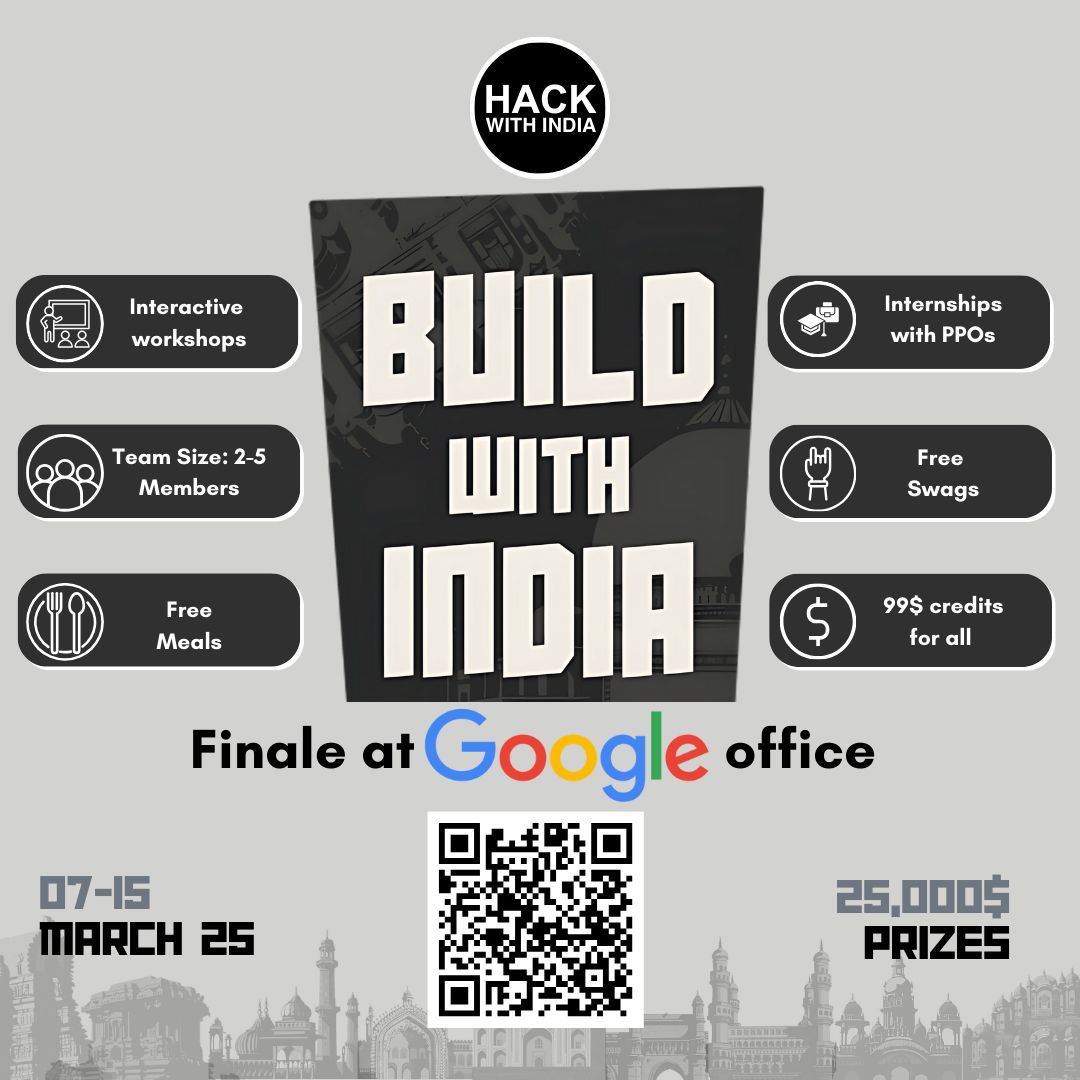 HACK
WITH INDIA
BUILD
WITH
INDIA
Interactive
workshops
Team Size: 2-5
Members
Free
Meals
Internships
with PPOs
Free
Swags
99$ credits
for all
Finale at Google office
07-15
MARCH 25
25,000$
PRIZES